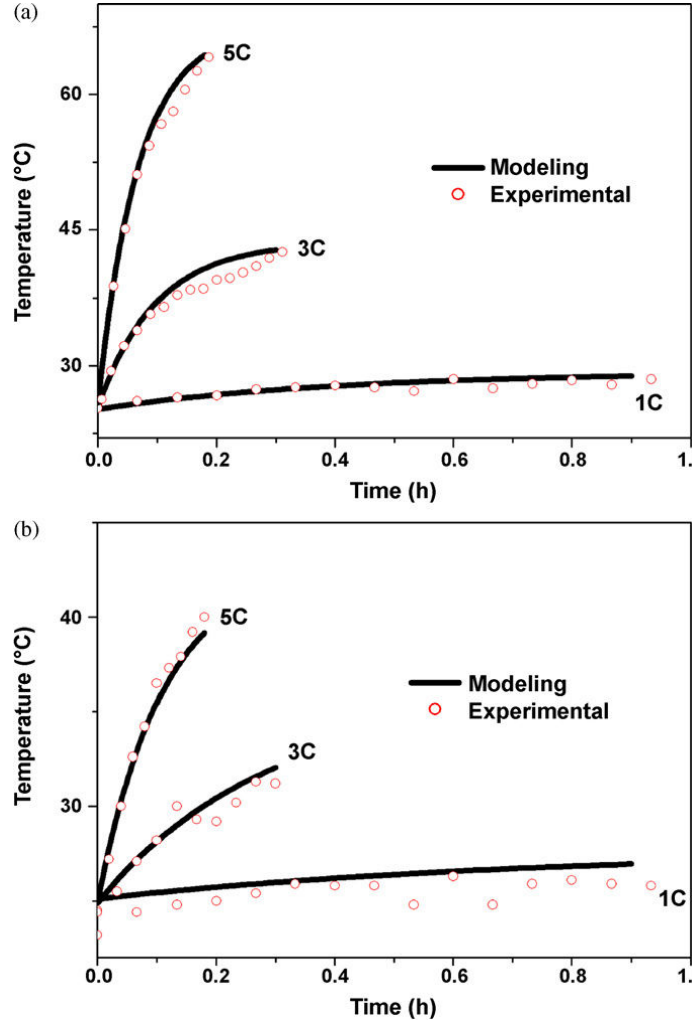 (a)
5C
60
Modeling
Experimental
45
3C
Temperature (°C)
30
1C
0.0 0.2 0.4 0.6 0.8 1.
Time (h)
(b)
40
5C
Modeling
Experimental
3C
Temperature (°C)
30
1C
0.0 0.2 0.4 0.6 0.8 1.
Time (h)